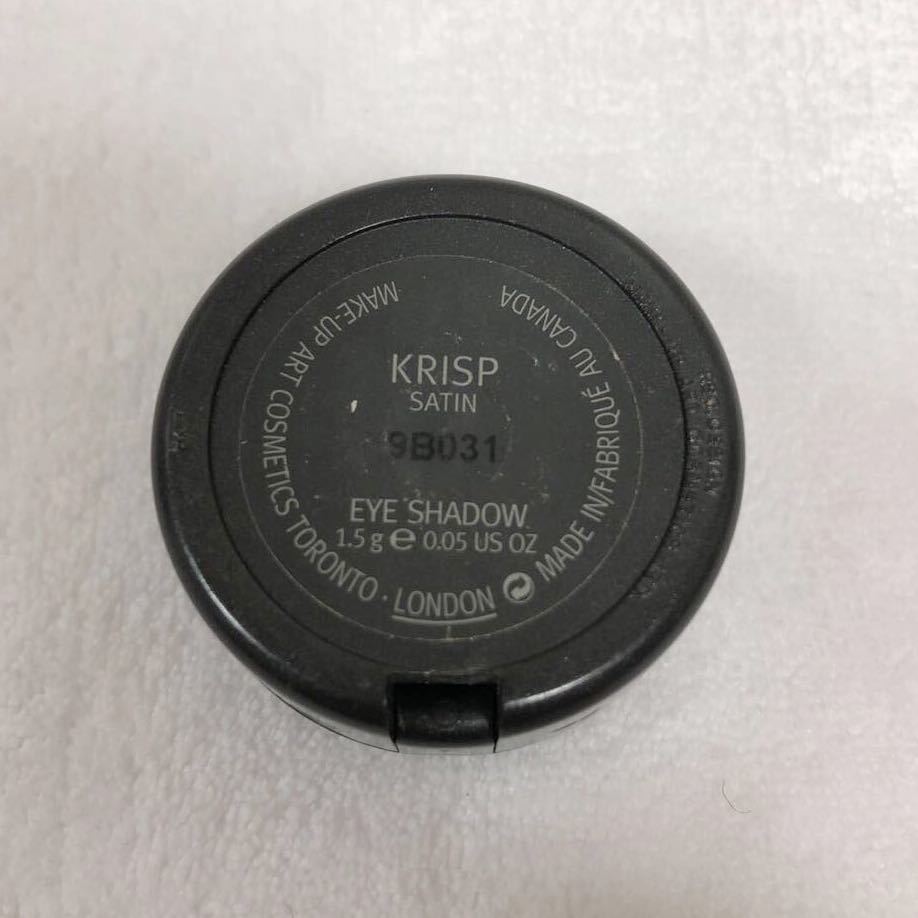 KRISP
SATIN
9B031
EYE SHADOW
1.5 g e 0.05 US OZ
MAKE-UP ART COSMETICS TORONTO · LONDON
MADE IN/FABRIQUÉ AU CANADA